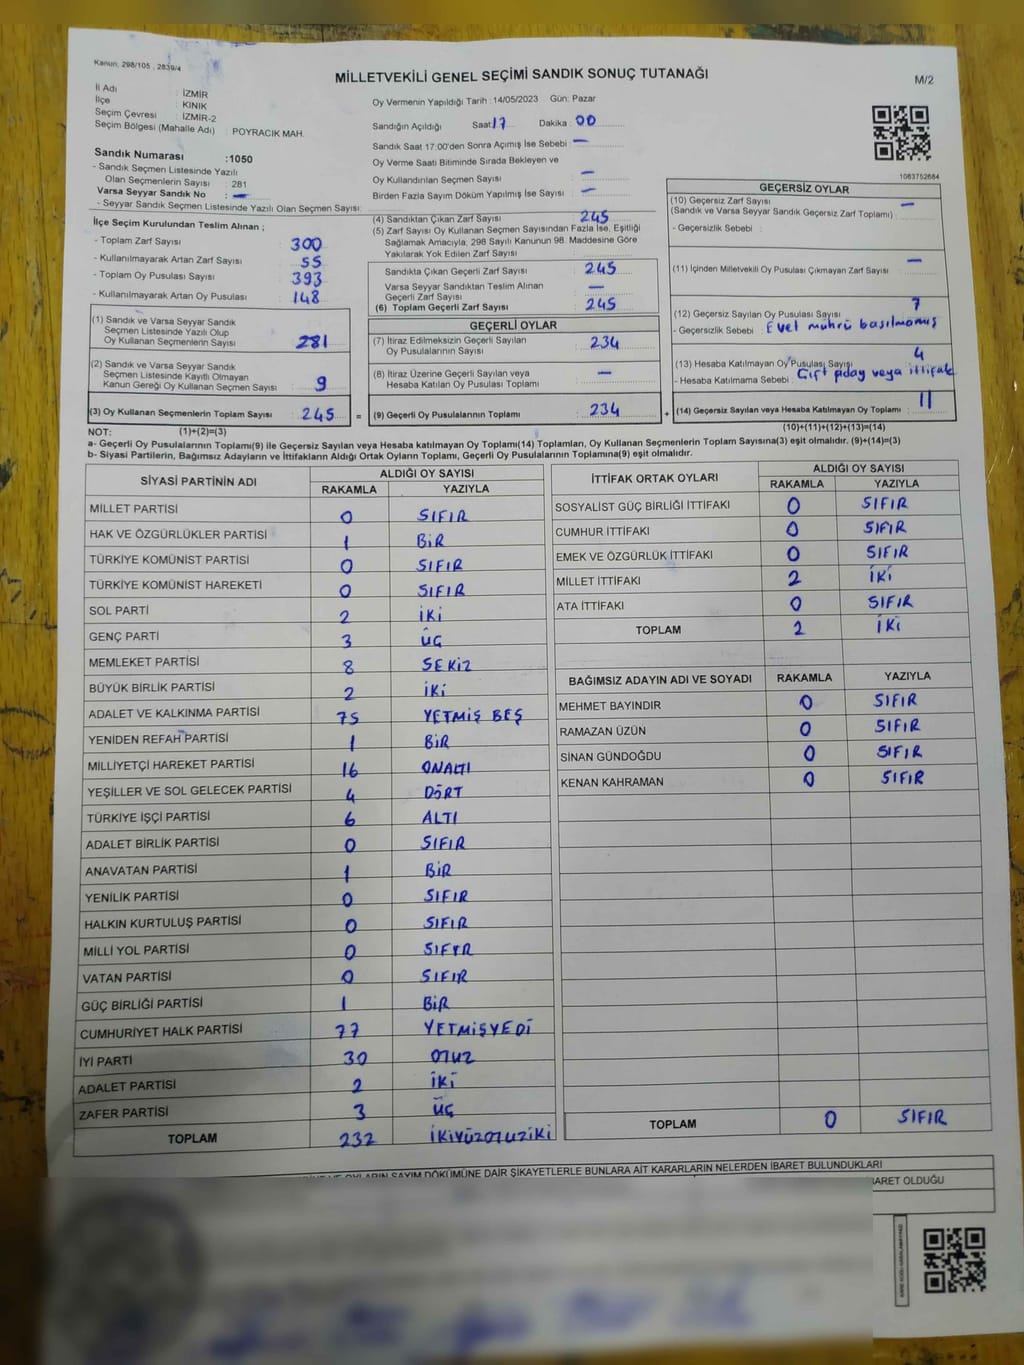 Kanun, 298/105 , 2839/4
MİLLETVEKİLİ GENEL SEÇİMİ SANDIK SONUÇ TUTANAĞI
M/2
İl Adı : İZMİR
İlçe : KINIK
Seçim Çevresi : İZMİR-2
Seçim Bölgesi (Mahalle Adı) : POYRACIK MAH.
Oy Vermenin Yapıldığı Tarih : 14/05/2023 Gün: Pazar
Sandığın Açıldığı Saat 17 Dakika : 00
Sandık Saat 17:00'den Sonra Açımış İse Sebebi : —
Oy Verme Saati Bitiminde Sırada Bekleyen ve
Oy Kullandırılan Seçmen Sayısı —
Birden Fazla Sayım Döküm Yapılmış İse Sayısı —
Sandık Numarası :1050
- Sandık Seçmen Listesinde Yazılı
Olan Seçmenlerin Sayısı : 281
Varsa Seyyar Sandık No : —
- Seyyar Sandık Seçmen Listesinde Yazılı Olan Seçmen Sayısı:
1063752664
İlçe Seçim Kurulundan Teslim Alınan ;
- Toplam Zarf Sayısı 300
- Kullanılmayarak Artan Zarf Sayısı 55
- Toplam Oy Pusulası Sayısı 393
- Kullanılmayarak Artan Oy Pusulası 148
(1) Sandık ve Varsa Seyyar Sandık
Seçmen Listesinde Yazılı Olup
Oy Kullanan Seçmenlerin Sayısı 281
(2) Sandık ve Varsa Seyyar Sandık
Seçmen Listesinde Kayıtlı Olmayan
Kanun Gereği Oy Kullanan Seçmen Sayısı 9
(3) Oy Kullanan Seçmenlerin Toplam Sayısı 245 =
(1)+(2)=(3)
(4) Sandıktan Çıkan Zarf Sayısı 245
(5) Zarf Sayısı Oy Kullanan Seçmen Sayısından Fazla İse, Eşitliği
Sağlamak Amacıyla, 298 Sayılı Kanunun 98. Maddesine Göre
Yakılarak Yok Edilen Zarf Sayısı
Sandıkta Çıkan Geçerli Zarf Sayısı 245
Varsa Seyyar Sandıktan Teslim Alınan
Geçerli Zarf Sayısı —
(6) Toplam Geçerli Zarf Sayısı 245
GEÇERLİ OYLAR
(7) İtiraz Edilmeksizin Geçerli Sayılan
Oy Pusulalarının Sayısı 234
(8) İtiraz Üzerine Geçerli Sayılan veya
Hesaba Katılan Oy Pusulası Toplamı —
(9) Geçerli Oy Pusulalarının Toplamı 234 +
GEÇERSİZ OYLAR
(10) Geçersiz Zarf Sayısı —
(Sandık ve Varsa Seyyar Sandık Geçersiz Zarf Toplamı) :
- Geçersizlik Sebebi :
(11) İçinden Milletvekili Oy Pusulası Çıkmayan Zarf Sayısı —
(12) Geçersiz Sayılan Oy Pusulası Sayısı 7
- Geçersizlik Sebebi : Evet mührü basılmamış
(13) Hesaba Katılmayan Oy Pusulası Sayısı 4
- Hesaba Katılmama Sebebi : Çift aday veya ittifak
(14) Geçersiz Sayılan veya Hesaba Katılmayan Oy Toplamı : 11
(10)+(11)+(12)+(13)=(14)
NOT:
a- Geçerli Oy Pusulalarının Toplamı(9) ile Geçersiz Sayılan veya Hesaba katılmayan Oy Toplamı(14) Toplamları, Oy Kullanan Seçmenlerin Toplam Sayısına(3) eşit olmalıdır. (9)+(14)=(3)
b- Siyasi Partilerin, Bağımsız Adayların ve İttifakların Aldığı Ortak Oyların Toplamı, Geçerli Oy Pusulalarının Toplamına(9) eşit olmalıdır.
SİYASİ PARTİNİN ADI ALDIĞI OY SAYISI
RAKAMLA YAZIYLA
MİLLET PARTİSİ 0 SIFIR
HAK VE ÖZGÜRLÜKLER PARTİSİ 1 BİR
TÜRKİYE KOMÜNİST PARTİSİ 0 SIFIR
TÜRKİYE KOMÜNİST HAREKETİ 0 SIFIR
SOL PARTİ 2 İKİ
GENÇ PARTİ 3 ÜÇ
MEMLEKET PARTİSİ 8 SEKİZ
BÜYÜK BİRLİK PARTİSİ 2 İKİ
ADALET VE KALKINMA PARTİSİ 75 YETMİŞ BEŞ
YENİDEN REFAH PARTİSİ 1 BİR
MİLLİYETÇİ HAREKET PARTİSİ 16 ONALTI
YEŞİLLER VE SOL GELECEK PARTİSİ 4 DÖRT
TÜRKİYE İŞÇİ PARTİSİ 6 ALTI
ADALET BİRLİK PARTİSİ 0 SIFIR
ANAVATAN PARTİSİ 1 BİR
YENİLİK PARTİSİ 0 SIFIR
HALKIN KURTULUŞ PARTİSİ 0 SIFIR
MİLLİ YOL PARTİSİ 0 SIFIR
VATAN PARTİSİ 0 SIFIR
GÜÇ BİRLİĞİ PARTİSİ 1 BİR
CUMHURİYET HALK PARTİSİ 77 YETMİŞYEDİ
İYİ PARTİ 30 OTUZ
ADALET PARTİSİ 2 İKİ
ZAFER PARTİSİ 3 ÜÇ
TOPLAM 232 İKİYÜZOTUZİKİ
İTTİFAK ORTAK OYLARI ALDIĞI OY SAYISI
RAKAMLA YAZIYLA
SOSYALİST GÜÇ BİRLİĞİ İTTİFAKI 0 SIFIR
CUMHUR İTTİFAKI 0 SIFIR
EMEK VE ÖZGÜRLÜK İTTİFAKI 0 SIFIR
MİLLET İTTİFAKI 2 İKİ
ATA İTTİFAKI 0 SIFIR
TOPLAM 2 İKİ
BAĞIMSIZ ADAYIN ADI VE SOYADI RAKAMLA YAZIYLA
MEHMET BAYINDIR 0 SIFIR
RAMAZAN ÜZÜN 0 SIFIR
SİNAN GÜNDOĞDU 0 SIFIR
KENAN KAHRAMAN 0 SIFIR
TOPLAM 0 SIFIR
OYLARIN SAYIM DÖKÜMÜNE DAİR ŞİKAYETLERLE BUNLARA AİT KARARLARIN NELERDEN İBARET BULUNDUKLARI
OLDUĞU